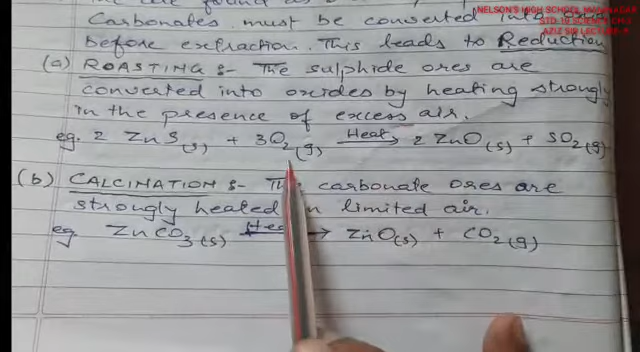 Carbonates must be converted into
before extraction. This leads to Reduction
(a) ROASTING :- The sulphide ores are
converted into oxides by heating strongly
in the presence of excess air.
eg. 2 ZnS(s) + 3O2(g) Heat→ 2 ZnO(s) + SO2(g)
(b) CALCINATION :- The carbonate ores are
strongly heated in limited air.
eg ZnCO3(s) Heat→ ZnO(s) + CO2(g)
NELSON'S HIGH SCHOOL
STD 10 SCIENCE CH-3
AZIZ SIR LECTURE